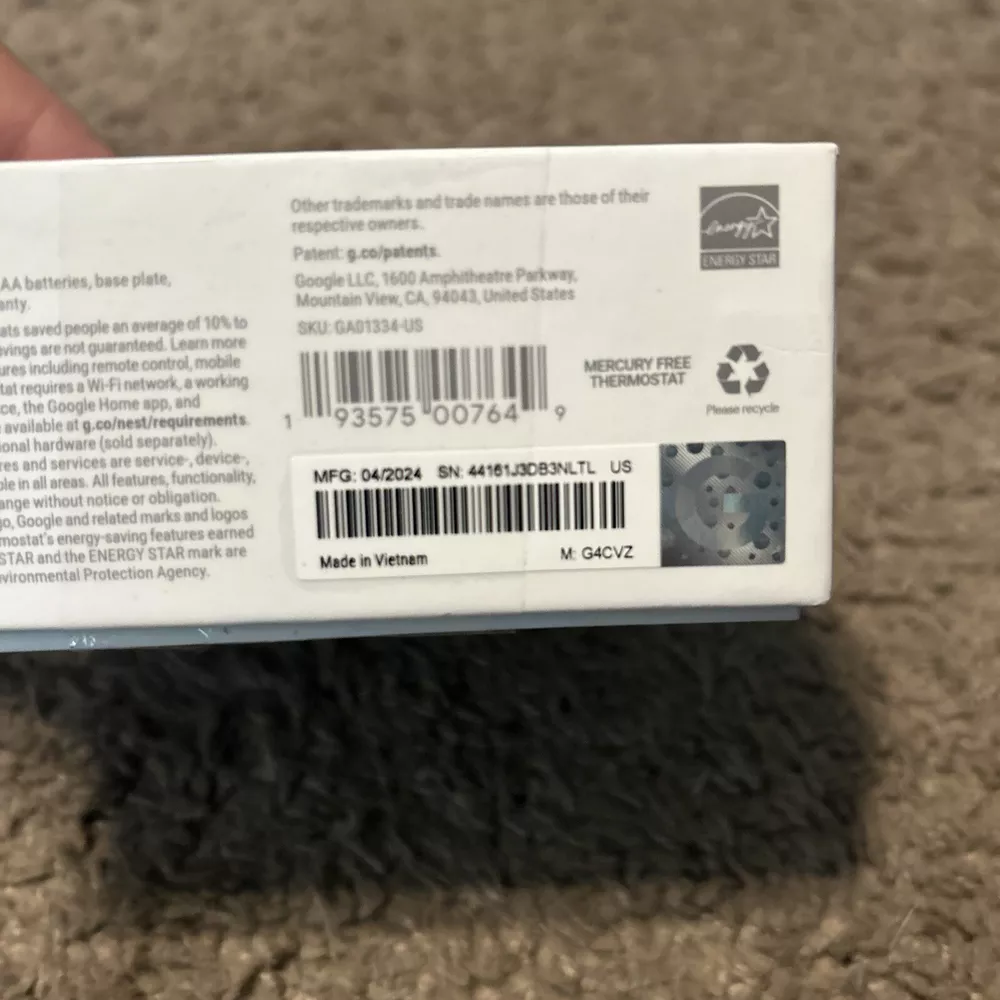 AA batteries, base plate,
anty.
ats saved people an average of 10% to
vings are not guaranteed. Learn more
ures including remote control, mobile
tat requires a Wi-Fi network, a working
ce, the Google Home app, and
available at g.co/nest/requirements.
ional hardware (sold separately).
res and services are service-, device-,
ble in all areas. All features, functionality,
ange without notice or obligation.
go, Google and related marks and logos
mostat's energy-saving features earned
STAR and the ENERGY STAR mark are
vironmental Protection Agency.
Other trademarks and trade names are those of their
respective owners.
Patent: g.co/patents.
Google LLC, 1600 Amphitheatre Parkway,
Mountain View, CA, 94043, United States
SKU: GA01334-US
1 93575 00764 9
energy
ENERGY STAR
MERCURY FREE
THERMOSTAT
Please recycle
MFG: 04/2024 SN: 44161J3DB3NLTL US
Made in Vietnam M: G4CVZ
G